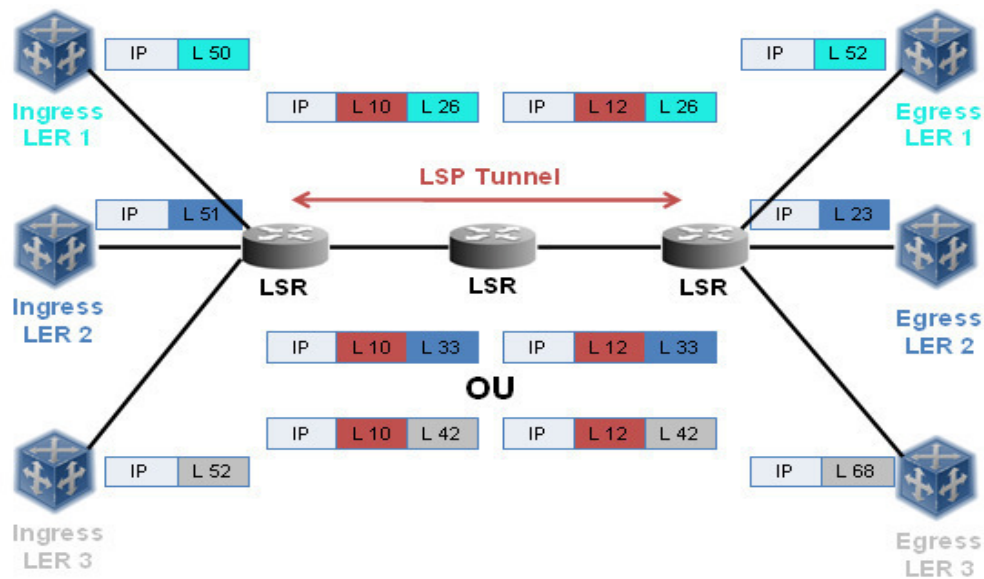 IP L 50
IP L 52
Ingress
LER 1
IP L 10 L 26
IP L 12 L 26
Egress
LER 1
LSP Tunnel
IP L 51
IP L 23
Ingress
LER 2
LSR
LSR
LSR
Egress
LER 2
IP L 10 L 33
IP L 12 L 33
OU
IP L 10 L 42
IP L 12 L 42
IP L 52
IP L 68
Ingress
LER 3
Egress
LER 3